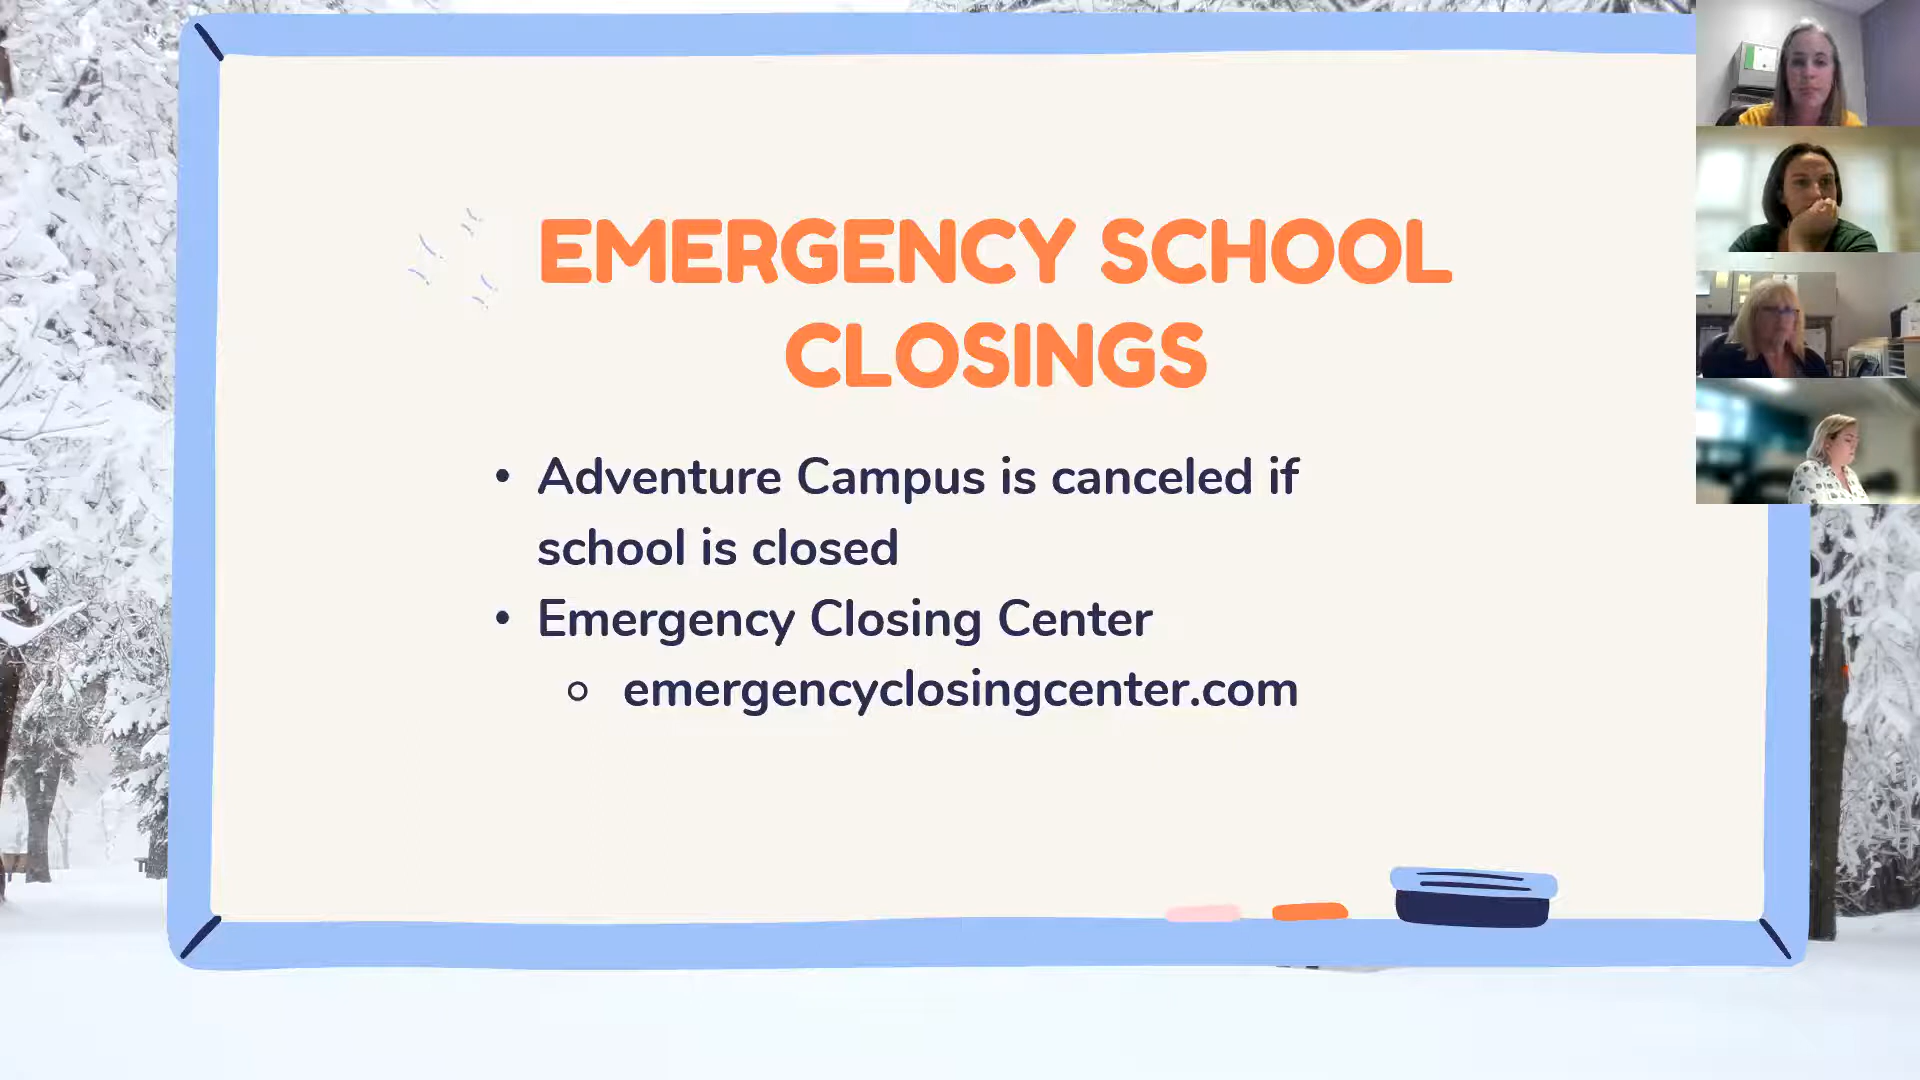 EMERGENCY SCHOOL
CLOSINGS
• Adventure Campus is canceled if
school is closed
• Emergency Closing Center
○ emergencyclosingcenter.com